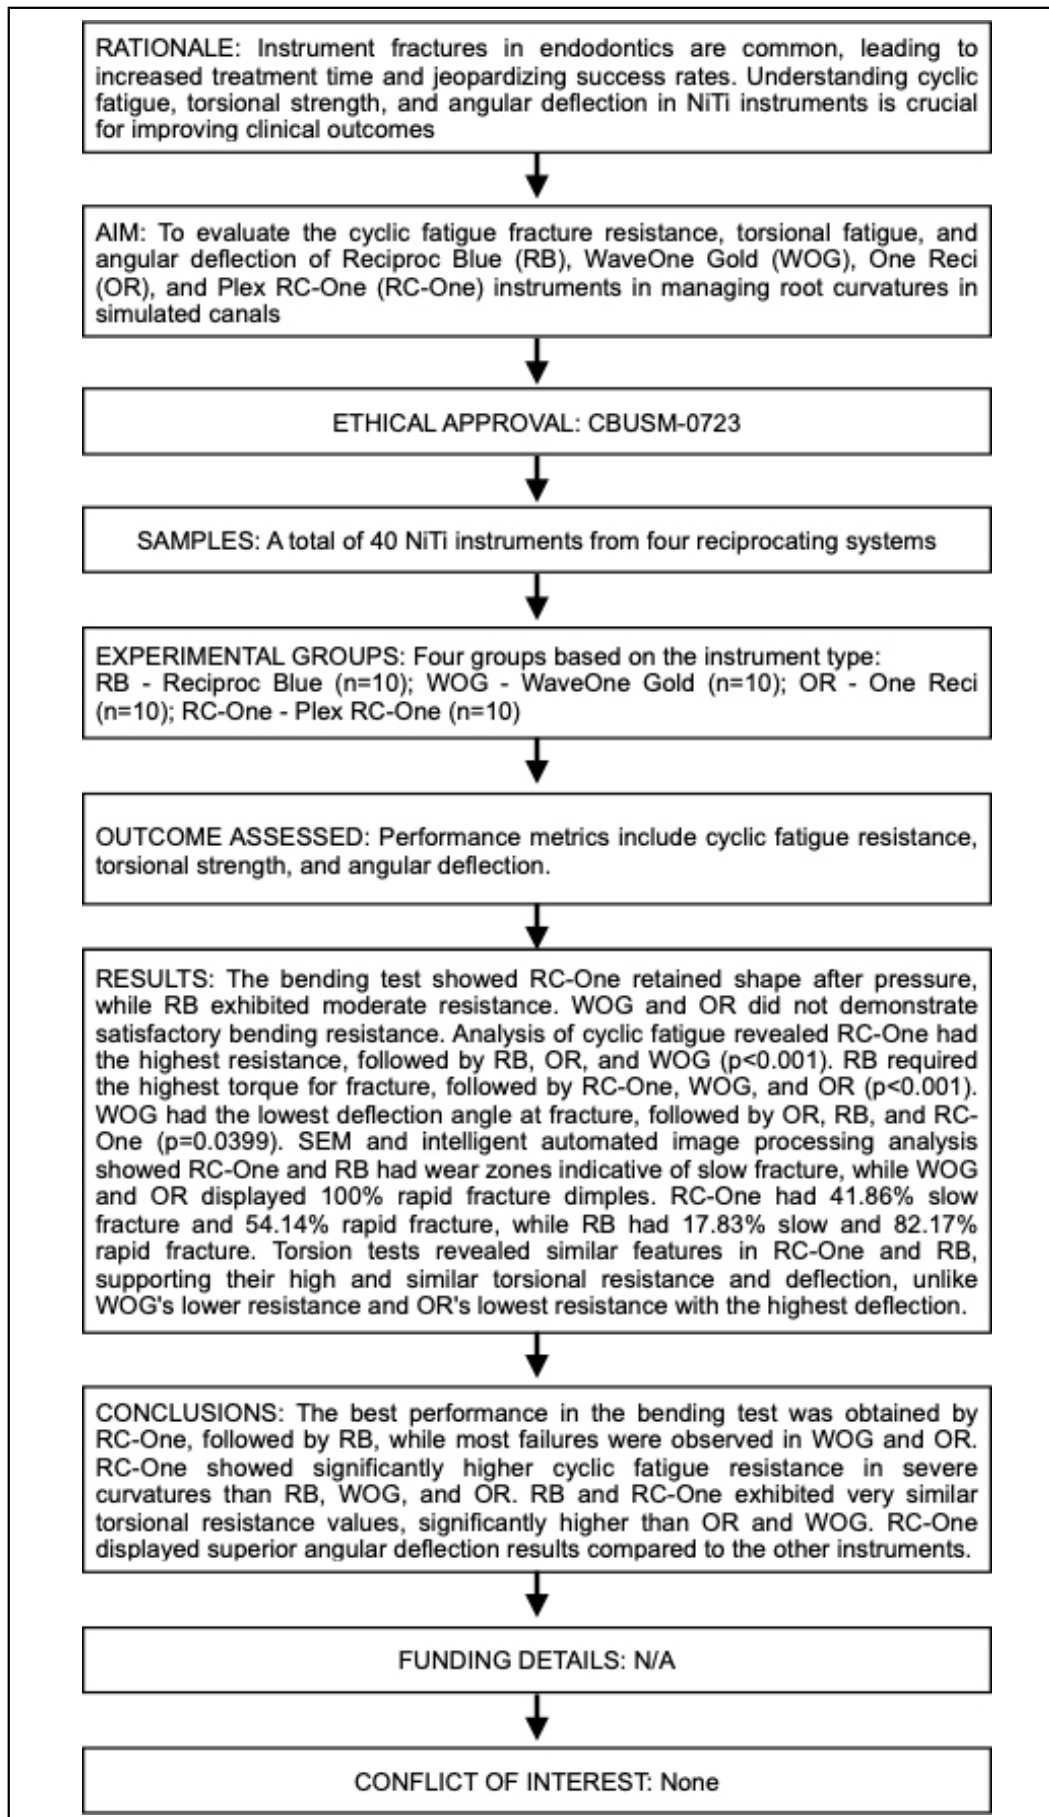 RATIONALE: Instrument fractures in endodontics are common, leading to
increased treatment time and jeopardizing success rates. Understanding cyclic
fatigue, torsional strength, and angular deflection in NiTi instruments is crucial
for improving clinical outcomes
AIM: To evaluate the cyclic fatigue fracture resistance, torsional fatigue, and
angular deflection of Reciproc Blue (RB), WaveOne Gold (WOG), One Reci
(OR), and Plex RC-One (RC-One) instruments in managing root curvatures in
simulated canals
ETHICAL APPROVAL: CBUSM-0723
SAMPLES: A total of 40 NiTi instruments from four reciprocating systems
EXPERIMENTAL GROUPS: Four groups based on the instrument type:
RB - Reciproc Blue (n=10); WOG - WaveOne Gold (n=10); OR - One Reci
(n=10); RC-One - Plex RC-One (n=10)
OUTCOME ASSESSED: Performance metrics include cyclic fatigue resistance,
torsional strength, and angular deflection.
RESULTS: The bending test showed RC-One retained shape after pressure,
while RB exhibited moderate resistance. WOG and OR did not demonstrate
satisfactory bending resistance. Analysis of cyclic fatigue revealed RC-One had
the highest resistance, followed by RB, OR, and WOG (p<0.001). RB required
the highest torque for fracture, followed by RC-One, WOG, and OR (p<0.001).
WOG had the lowest deflection angle at fracture, followed by OR, RB, and RC-
One (p=0.0399). SEM and intelligent automated image processing analysis
showed RC-One and RB had wear zones indicative of slow fracture, while WOG
and OR displayed 100% rapid fracture dimples. RC-One had 41.86% slow
fracture and 54.14% rapid fracture, while RB had 17.83% slow and 82.17%
rapid fracture. Torsion tests revealed similar features in RC-One and RB,
supporting their high and similar torsional resistance and deflection, unlike
WOG's lower resistance and OR's lowest resistance with the highest deflection.
CONCLUSIONS: The best performance in the bending test was obtained by
RC-One, followed by RB, while most failures were observed in WOG and OR.
RC-One showed significantly higher cyclic fatigue resistance in severe
curvatures than RB, WOG, and OR. RB and RC-One exhibited very similar
torsional resistance values, significantly higher than OR and WOG. RC-One
displayed superior angular deflection results compared to the other instruments.
FUNDING DETAILS: N/A
CONFLICT OF INTEREST: None